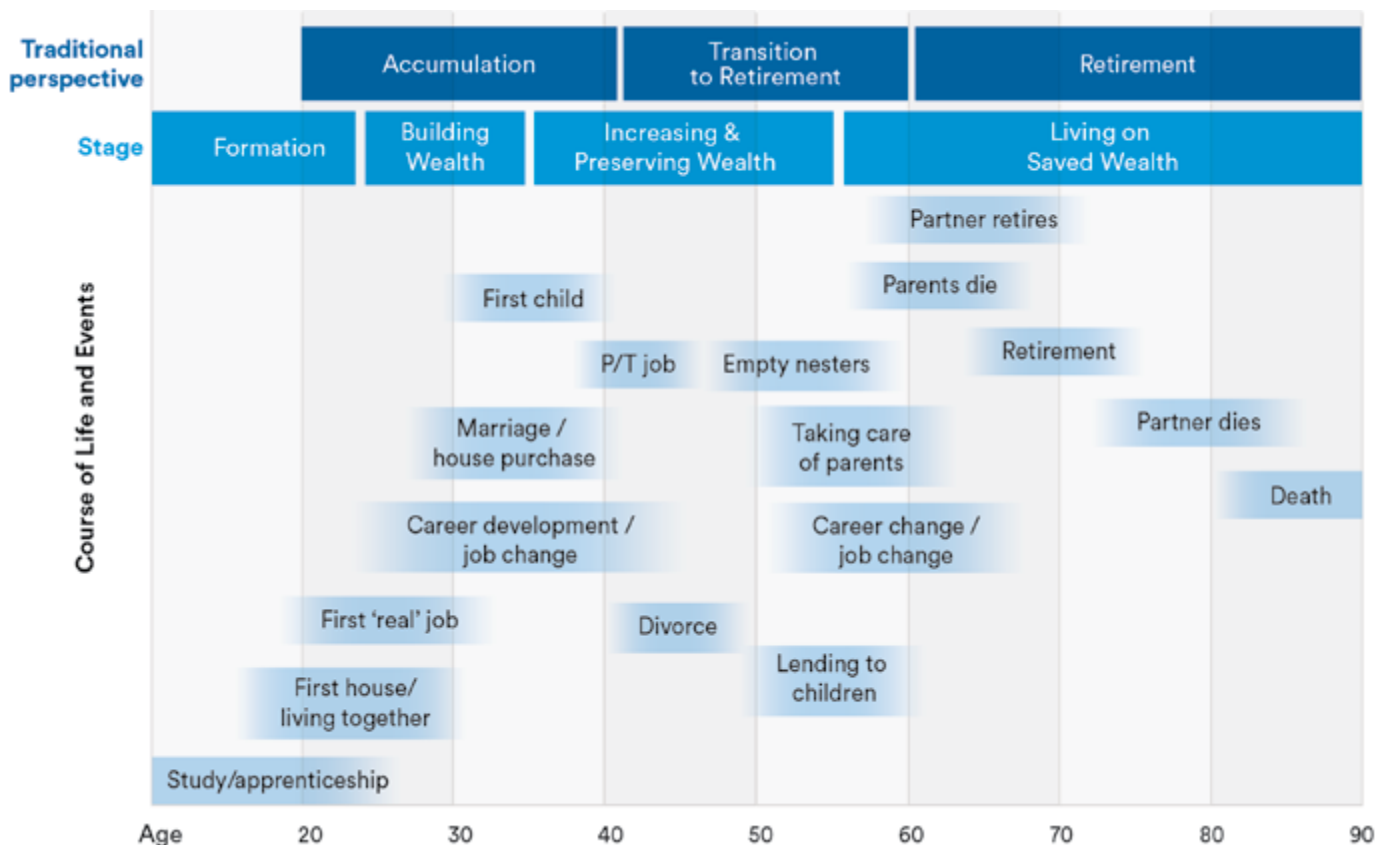 Traditional
perspective
Accumulation
Transition
to Retirement
Retirement
Stage
Formation
Building
Wealth
Increasing &
Preserving Wealth
Living on
Saved Wealth
Course of Life and Events
Partner retires
Parents die
First child
Retirement
P/T job
Empty nesters
Partner dies
Marriage /
house purchase
Taking care
of parents
Death
Career development /
job change
Career change /
job change
First ‘real’ job
Divorce
Lending to
children
First house/
living together
Study/apprenticeship
Age 20 30 40 50 60 70 80 90